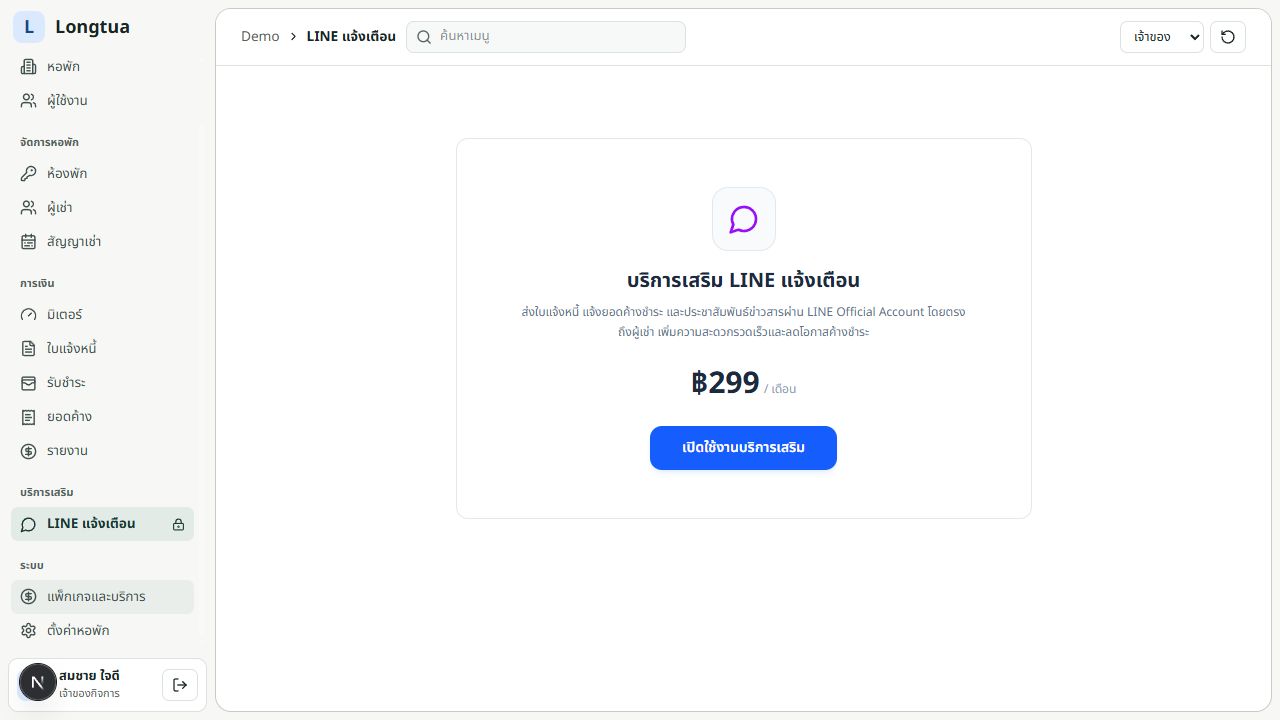 L Longtua
หอพัก
ผู้ใช้งาน
จัดการหอพัก
ห้องพัก
ผู้เช่า
สัญญาเช่า
การเงิน
มิเตอร์
ใบแจ้งหนี้
รับชำระ
ยอดค้าง
รายงาน
บริการเสริม
LINE แจ้งเตือน
ระบบ
แพ็กเกจและบริการ
ตั้งค่าหอพัก
N
สมชาย ใจดี
เจ้าของกิจการ
Demo > LINE แจ้งเตือน
ค้นหาเมนู
เจ้าของ
บริการเสริม LINE แจ้งเตือน
ส่งใบแจ้งหนี้ แจ้งยอดค้างชำระ และประชาสัมพันธ์ข่าวสารผ่าน LINE Official Account โดยตรง
ถึงผู้เช่า เพิ่มความสะดวกรวดเร็วและลดโอกาสค้างชำระ
฿299 / เดือน
เปิดใช้งานบริการเสริม